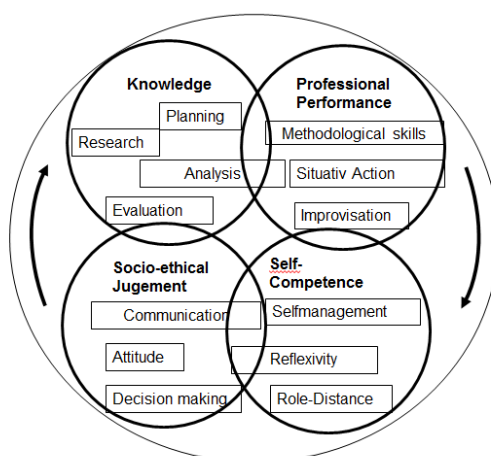 Knowledge
Planning
Research
Analysis
Evaluation
Professional
Performance
Methodological skills
Situativ Action
Improvisation
Socio-ethical
Jugement
Communication
Attitude
Decision making
Self-
Competence
Selfmanagement
Reflexivity
Role-Distance